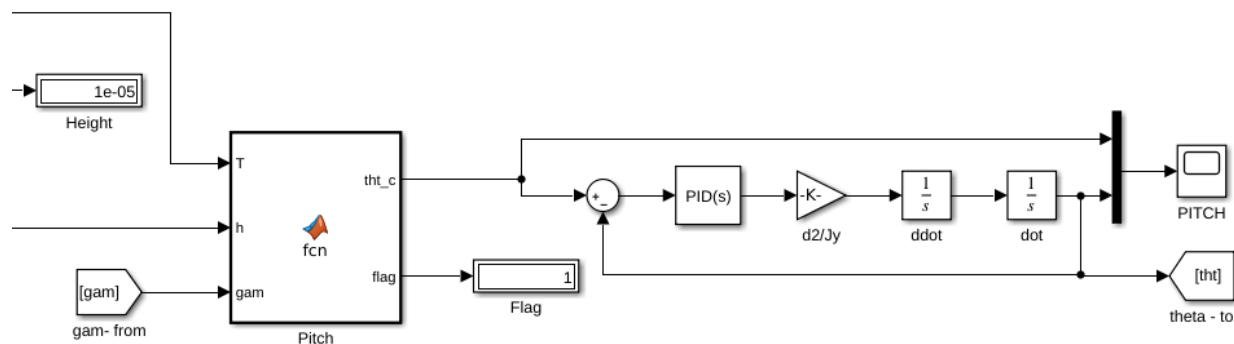 1e-05
Height
T
h
gam
fcn
tht_c
flag
Pitch
[gam]
gam- from
1
Flag
+
−
PID(s)
-K-
d2/Jy
1
s
ddot
1
s
dot
PITCH
[tht]
theta - to